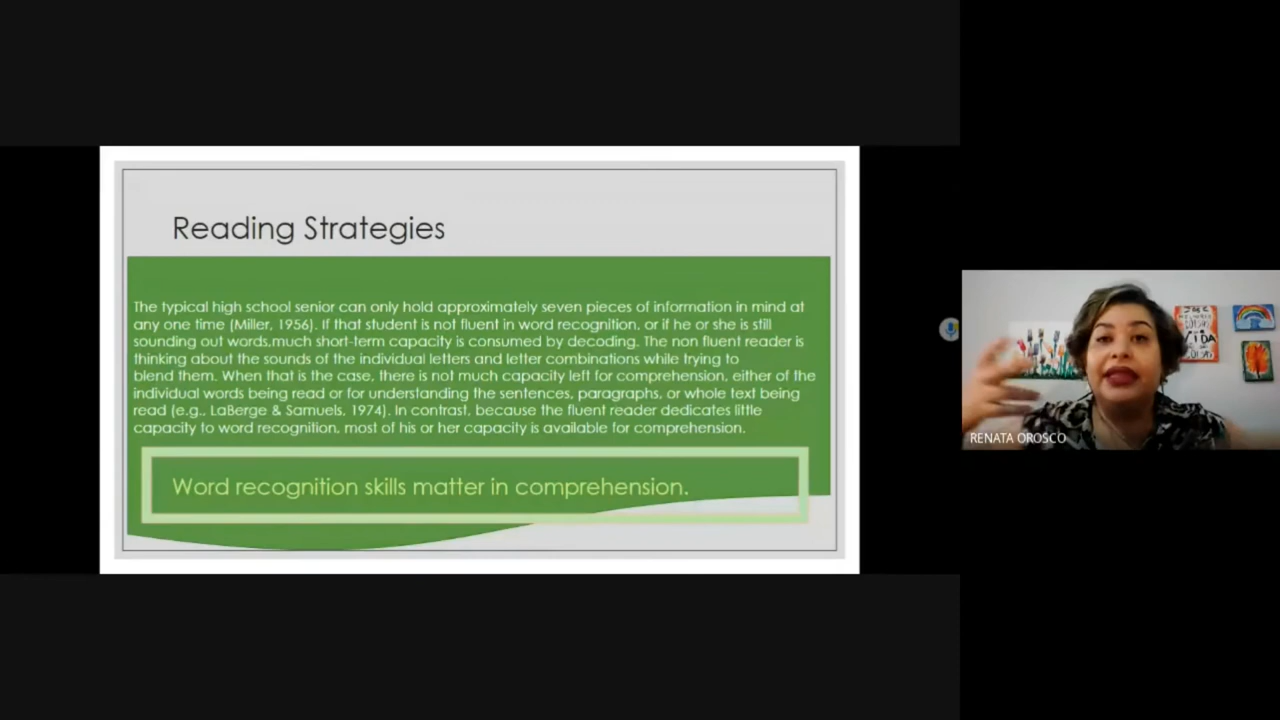 Reading Strategies
The typical high school senior can only hold approximately seven pieces of information in mind at
any one time (Miller, 1956). If that student is not fluent in word recognition, or if he or she is still
sounding out words,much short-term capacity is consumed by decoding. The non fluent reader is
thinking about the sounds of the individual letters and letter combinations while trying to
blend them. When that is the case, there is not much capacity left for comprehension, either of the
individual words being read or for understanding the sentences, paragraphs, or whole text being
read (e.g., LaBerge & Samuels, 1974). In contrast, because the fluent reader dedicates little
capacity to word recognition, most of his or her capacity is available for comprehension.
Word recognition skills matter in comprehension.
RENATA OROSCO